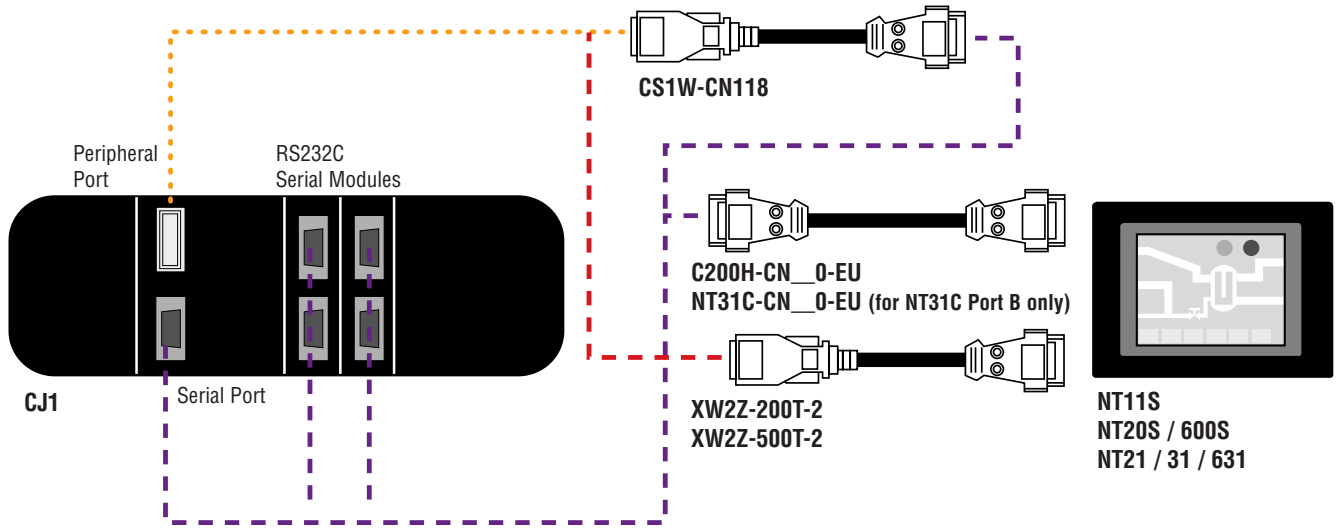 CS1W-CN118
Peripheral
Port
RS232C
Serial Modules
C200H-CN__0-EU
NT31C-CN__0-EU (for NT31C Port B only)
CJ1
Serial Port
XW2Z-200T-2
XW2Z-500T-2
NT11S
NT20S / 600S
NT21 / 31 / 631